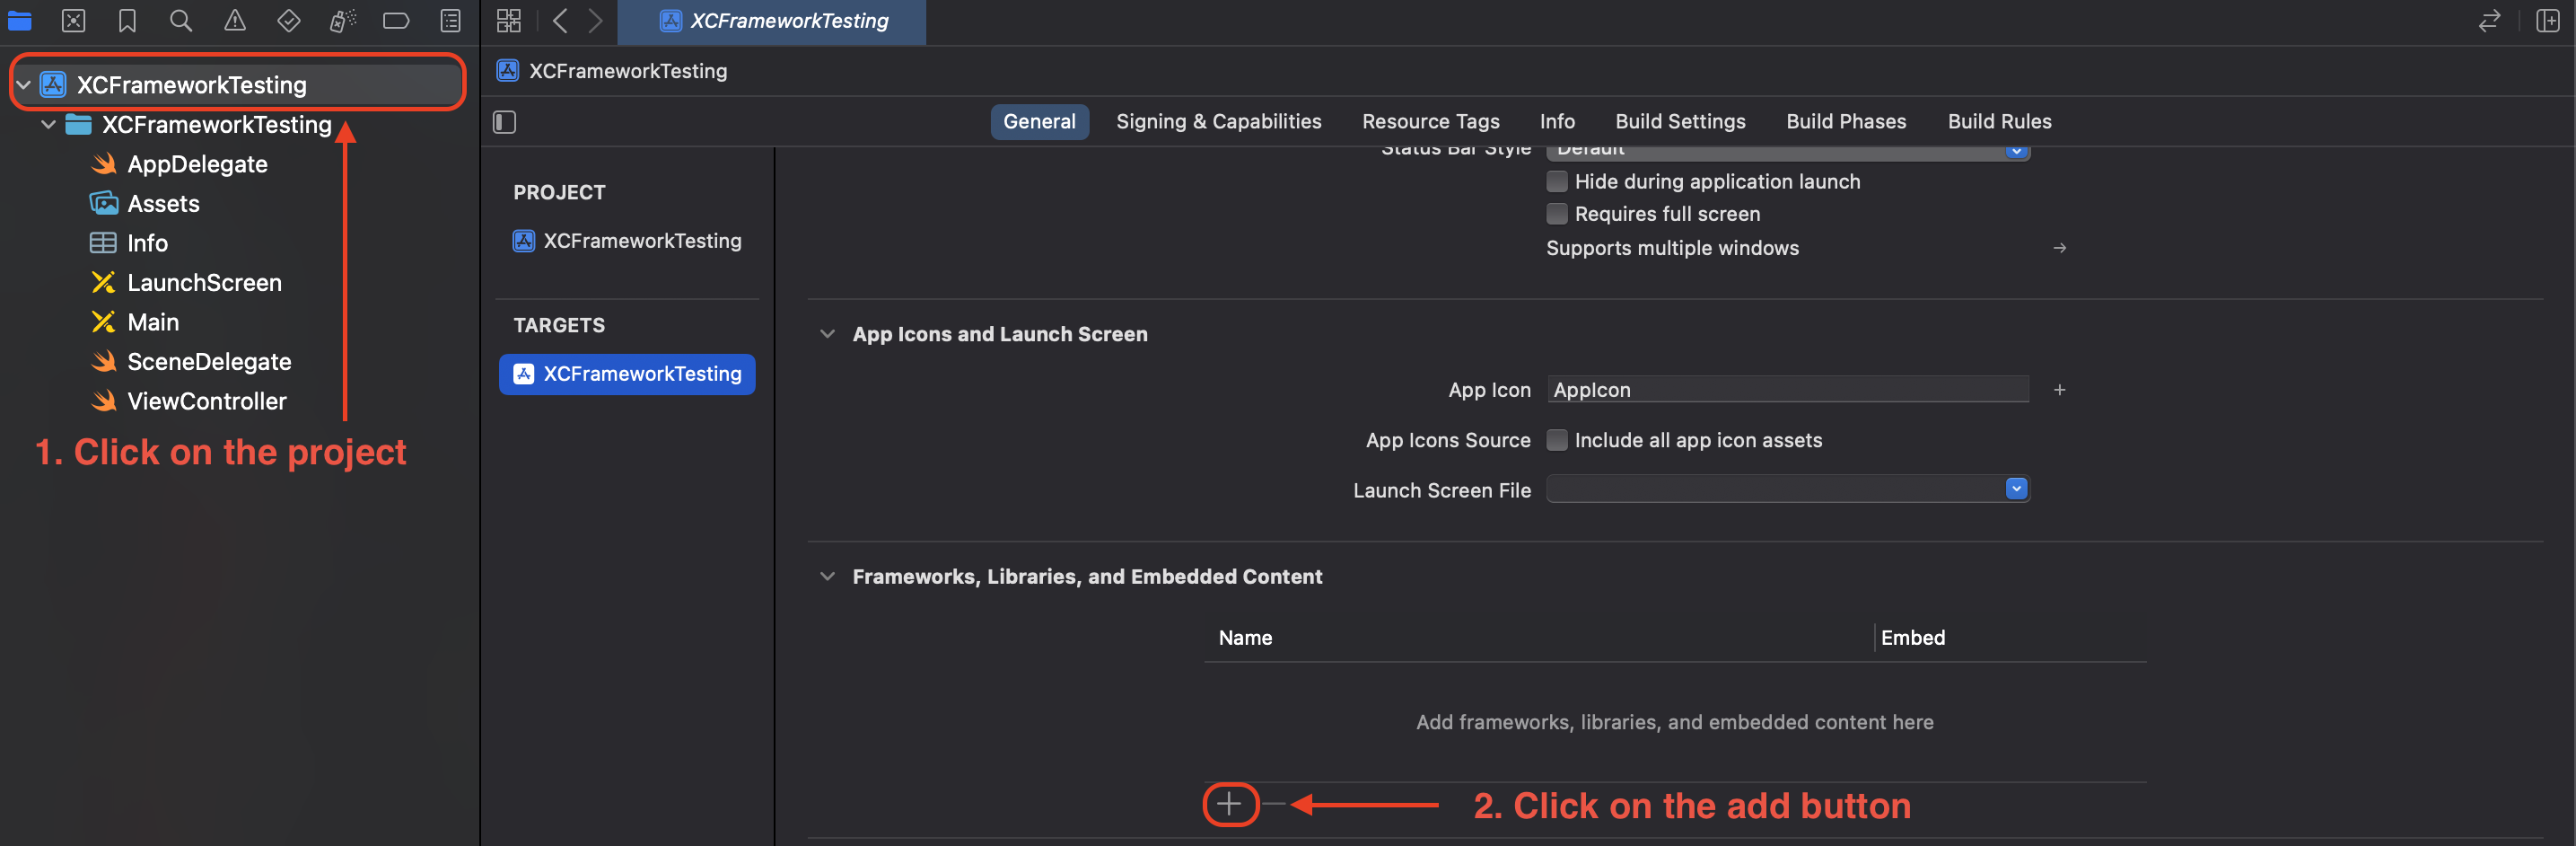 XCFrameworkTesting
XCFrameworkTesting
XCFrameworkTesting
XCFrameworkTesting
AppDelegate
Assets
Info
LaunchScreen
Main
SceneDelegate
ViewController
1. Click on the project
General Signing & Capabilities Resource Tags Info Build Settings Build Phases Build Rules
PROJECT
XCFrameworkTesting
TARGETS
XCFrameworkTesting
Status Bar Style Default
Hide during application launch
Requires full screen
Supports multiple windows
App Icons and Launch Screen
App Icon AppIcon
App Icons Source Include all app icon assets
Launch Screen File
Frameworks, Libraries, and Embedded Content
Name Embed
Add frameworks, libraries, and embedded content here
2. Click on the add button